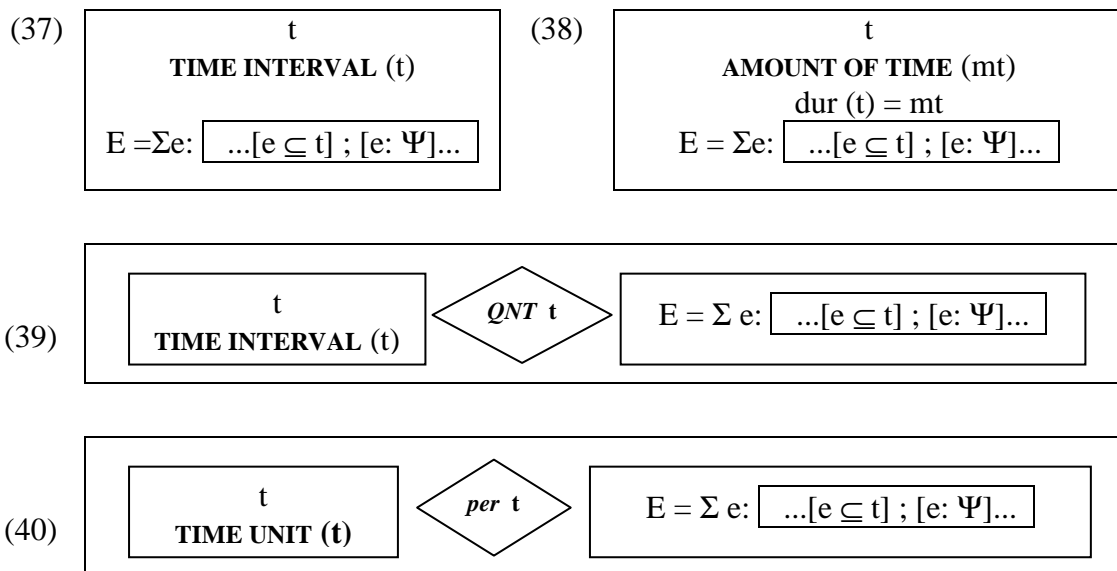 (37)
t
TIME INTERVAL (t)
E =Σe: ...[e ⊆ t] ; [e: Ψ]...
(38)
t
AMOUNT OF TIME (mt)
dur (t) = mt
E = Σe: ...[e ⊆ t] ; [e: Ψ]...
(39)
t
TIME INTERVAL (t)
QNT t
E = Σ e: ...[e ⊆ t] ; [e: Ψ]...
(40)
t
TIME UNIT (t)
per t
E = Σ e: ...[e ⊆ t] ; [e: Ψ]...